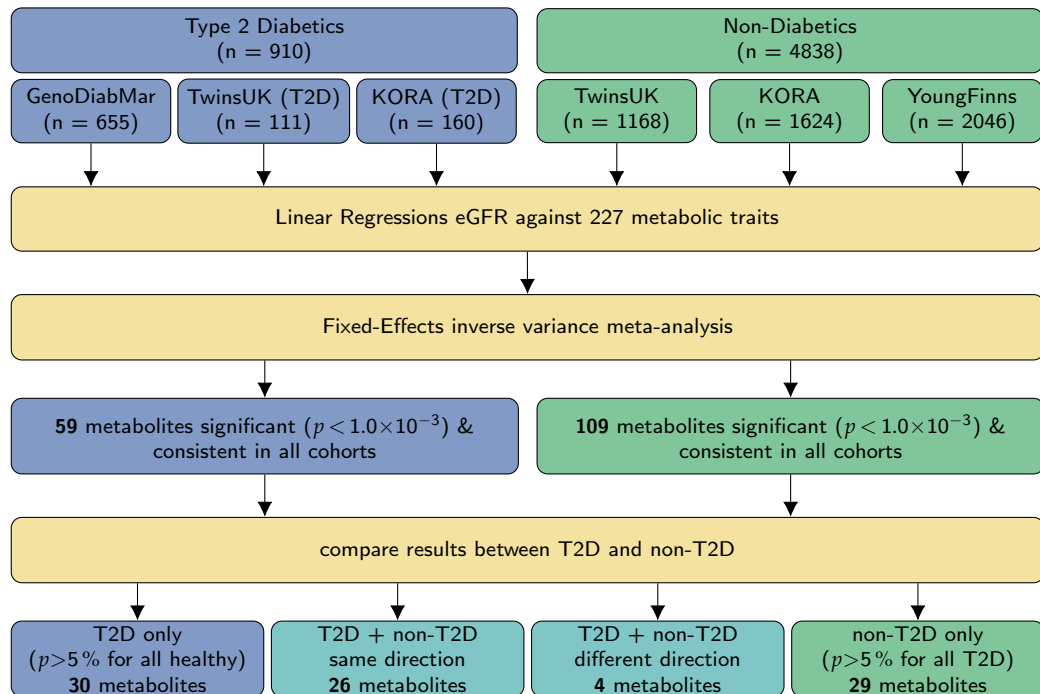 Type 2 Diabetics
(n = 910)
Non-Diabetics
(n = 4838)
GenoDiabMar
(n = 655)
TwinsUK (T2D)
(n = 111)
KORA (T2D)
(n = 160)
TwinsUK
(n = 1168)
KORA
(n = 1624)
YoungFinns
(n = 2046)
Linear Regressions eGFR against 227 metabolic traits
Fixed-Effects inverse variance meta-analysis
59 metabolites significant (p < 1.0×10⁻³) &
consistent in all cohorts
109 metabolites significant (p < 1.0×10⁻³) &
consistent in all cohorts
compare results between T2D and non-T2D
T2D only
(p>5 % for all healthy)
30 metabolites
T2D + non-T2D
same direction
26 metabolites
T2D + non-T2D
different direction
4 metabolites
non-T2D only
(p>5 % for all T2D)
29 metabolites